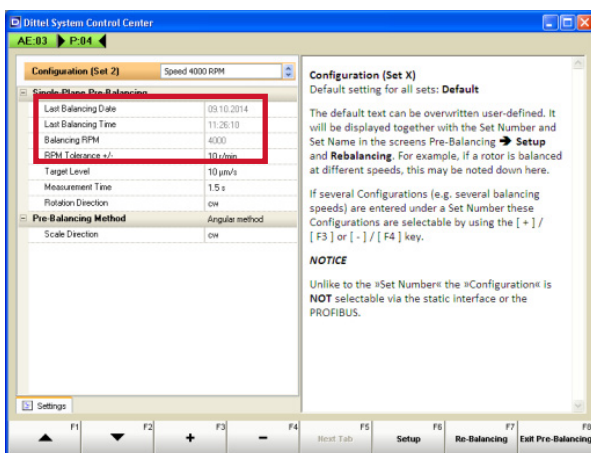 Dittel System Control Center
AE:03 P:04
Configuration (Set 2) Speed 4000 RPM
Single-Plane Pre-Balancing
Last Balancing Date 09.10.2014
Last Balancing Time 11:26:10
Balancing RPM 4000
RPM Tolerance +/- 10 r/min
Target Level 10 µm/s
Measurement Time 1.5 s
Rotation Direction cw
Pre-Balancing Method Angular method
Scale Direction cw
Settings
Configuration (Set X)
Default setting for all sets: Default
The default text can be overwritten user-defined. It
will be displayed together with the Set Number and
Set Name in the screens Pre-Balancing ➔ Setup
and Rebalancing. For example, if a rotor is balanced
at different speeds, this may be noted down here.
If several Configurations (e.g. several balancing
speeds) are entered under a Set Number these
Configurations are selectable by using the [ + ] /
[ F3 ] or [ - ] / [ F4 ] key.
NOTICE
Unlike to the »Set Number« the »Configuration« is
NOT selectable via the static interface or the
PROFIBUS.
F1 F2 F3 F4 F5 F6 F7 F8
+ - Next Tab Setup Re-Balancing Exit Pre-Balancing